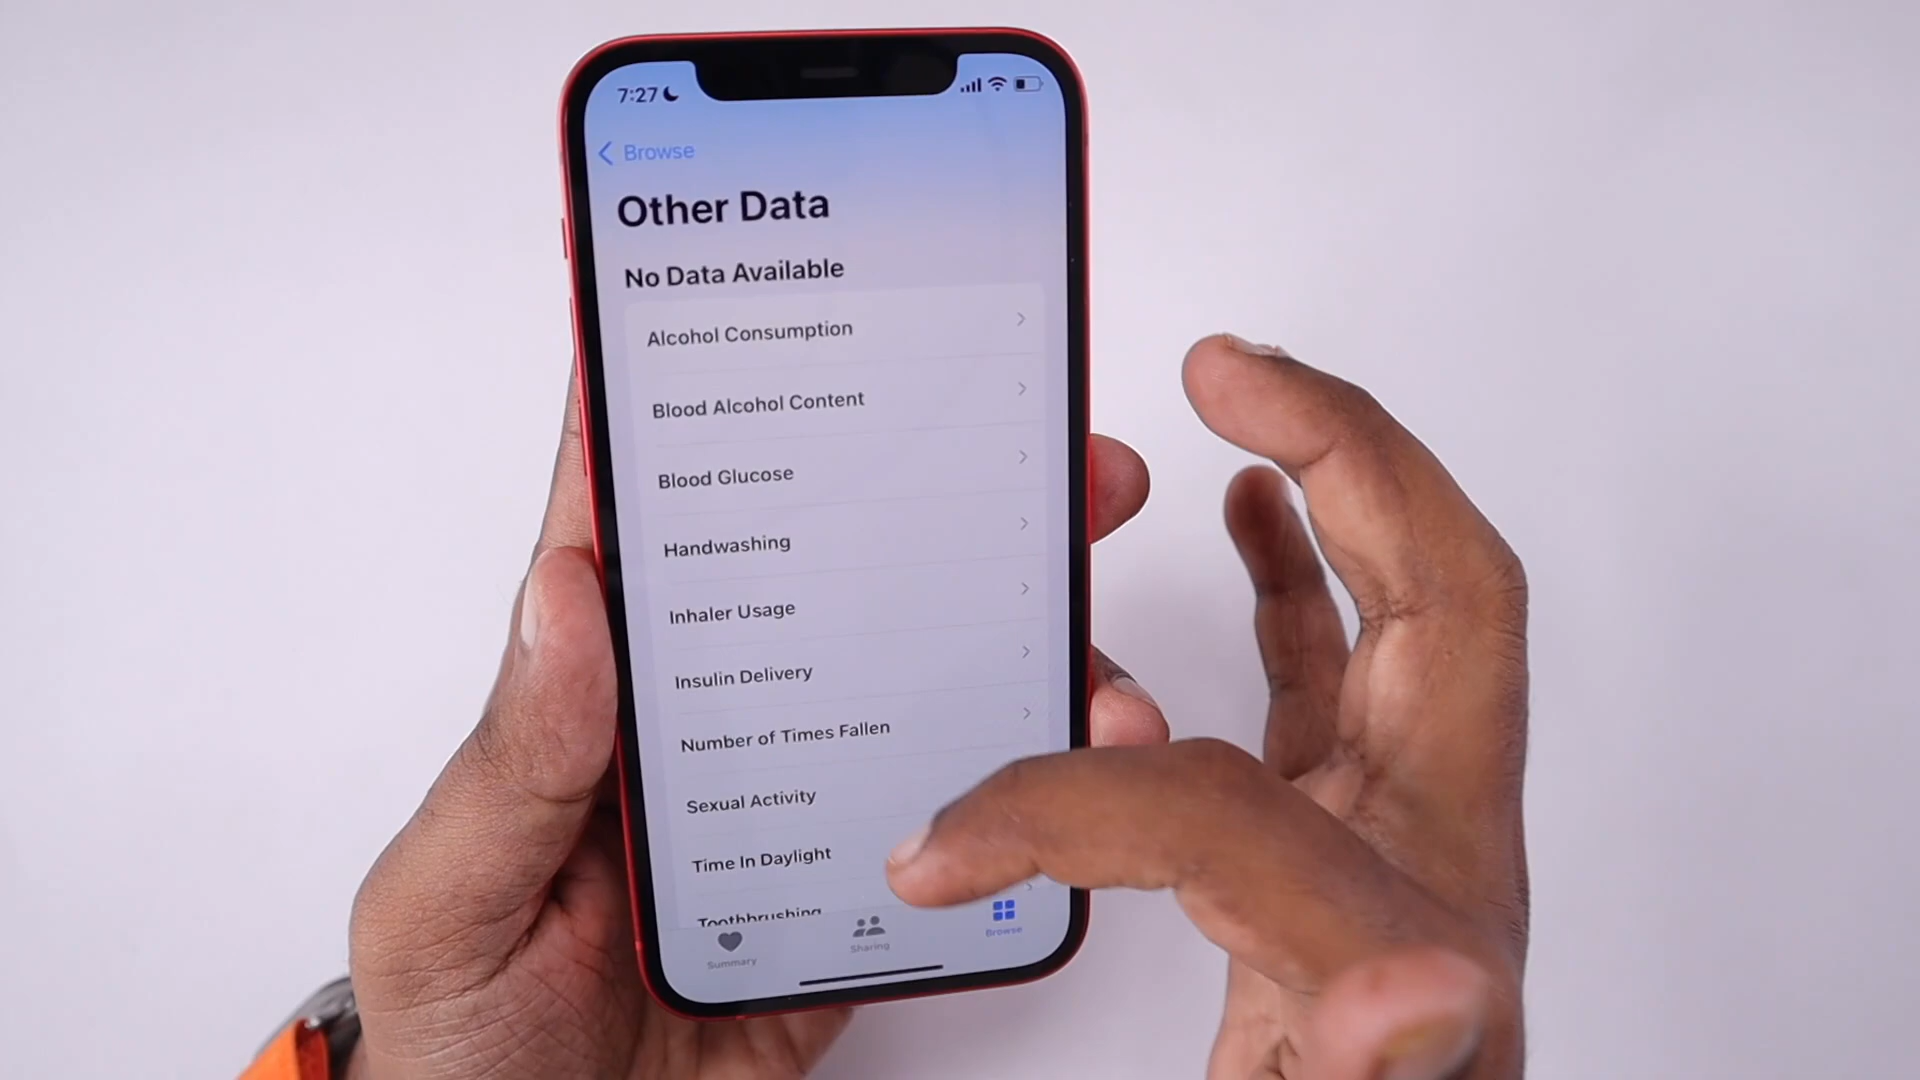 7:27
Browse
Other Data
No Data Available
Alcohol Consumption
Blood Alcohol Content
Blood Glucose
Handwashing
Inhaler Usage
Insulin Delivery
Number of Times Fallen
Sexual Activity
Time In Daylight
Toothbrushing
Summary
Sharing
Browse